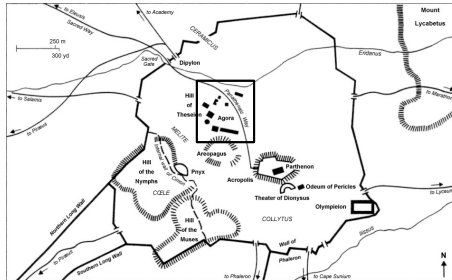 to Eleusis
Sacred Way
to Academy
CERAMICUS
Mount
Lycabetus
250 m
300 yd
Sacred
Gate
Dipylon
Eridanus
Hill
of
Theseion
Panathenaic Way
Agora
to Salamis
to Marathon
to Piraeus
MELITE
Areopagus
Hill
of the
Nymphs
Pnyx
Parthenon
Acropolis
Odeum of Pericles
to Lyceum
CŒLE
Theater of Dionysus
Olympieion
COLLYTUS
Northern Long Wall
Hill
of the
Muses
Ilissus
to Piraeus
Wall of
Phaleron
Southern Long Wall
to Phaleron
to Cape Sunium
N